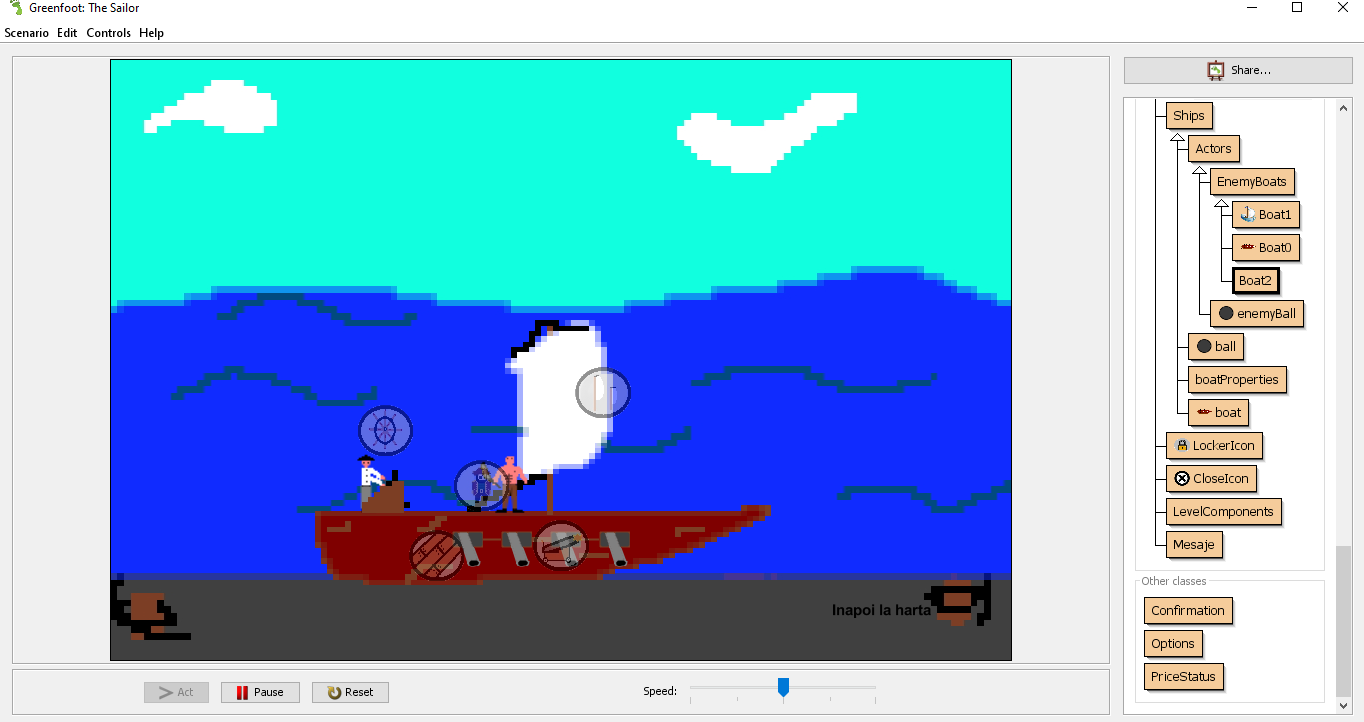 Greenfoot: The Sailor
Scenario Edit Controls Help
Share...
Ships
Actors
EnemyBoats
Boat1
Boat0
Boat2
enemyBall
ball
boatProperties
boat
LockerIcon
CloseIcon
LevelComponents
Mesaje
Other classes
Confirmation
Options
PriceStatus
Inapoi la harta
Act Pause Reset Speed: